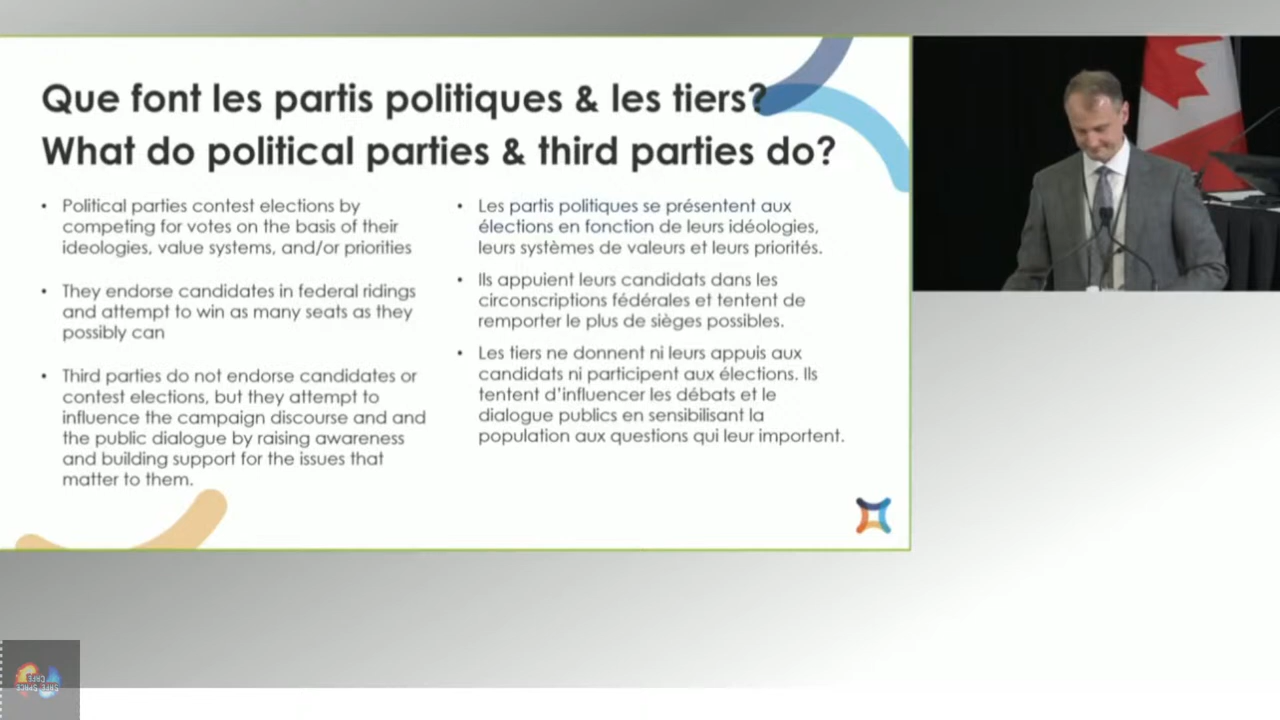 Que font les partis politiques & les tiers?
What do political parties & third parties do?
• Political parties contest elections by
competing for votes on the basis of their
ideologies, value systems, and/or priorities
• They endorse candidates in federal ridings
and attempt to win as many seats as they
possibly can
• Third parties do not endorse candidates or
contest elections, but they attempt to
influence the campaign discourse and and
the public dialogue by raising awareness
and building support for the issues that
matter to them.
• Les partis politiques se présentent aux
élections en fonction de leurs idéologies,
leurs systèmes de valeurs et leurs priorités.
• Ils appuient leurs candidats dans les
circonscriptions fédérales et tentent de
remporter le plus de sièges possibles.
• Les tiers ne donnent ni leurs appuis aux
candidats ni participent aux élections. Ils
tentent d'influencer les débats et le
dialogue publics en sensibilisant la
population aux questions qui leur importent.
SAFE SPACE
CAFE